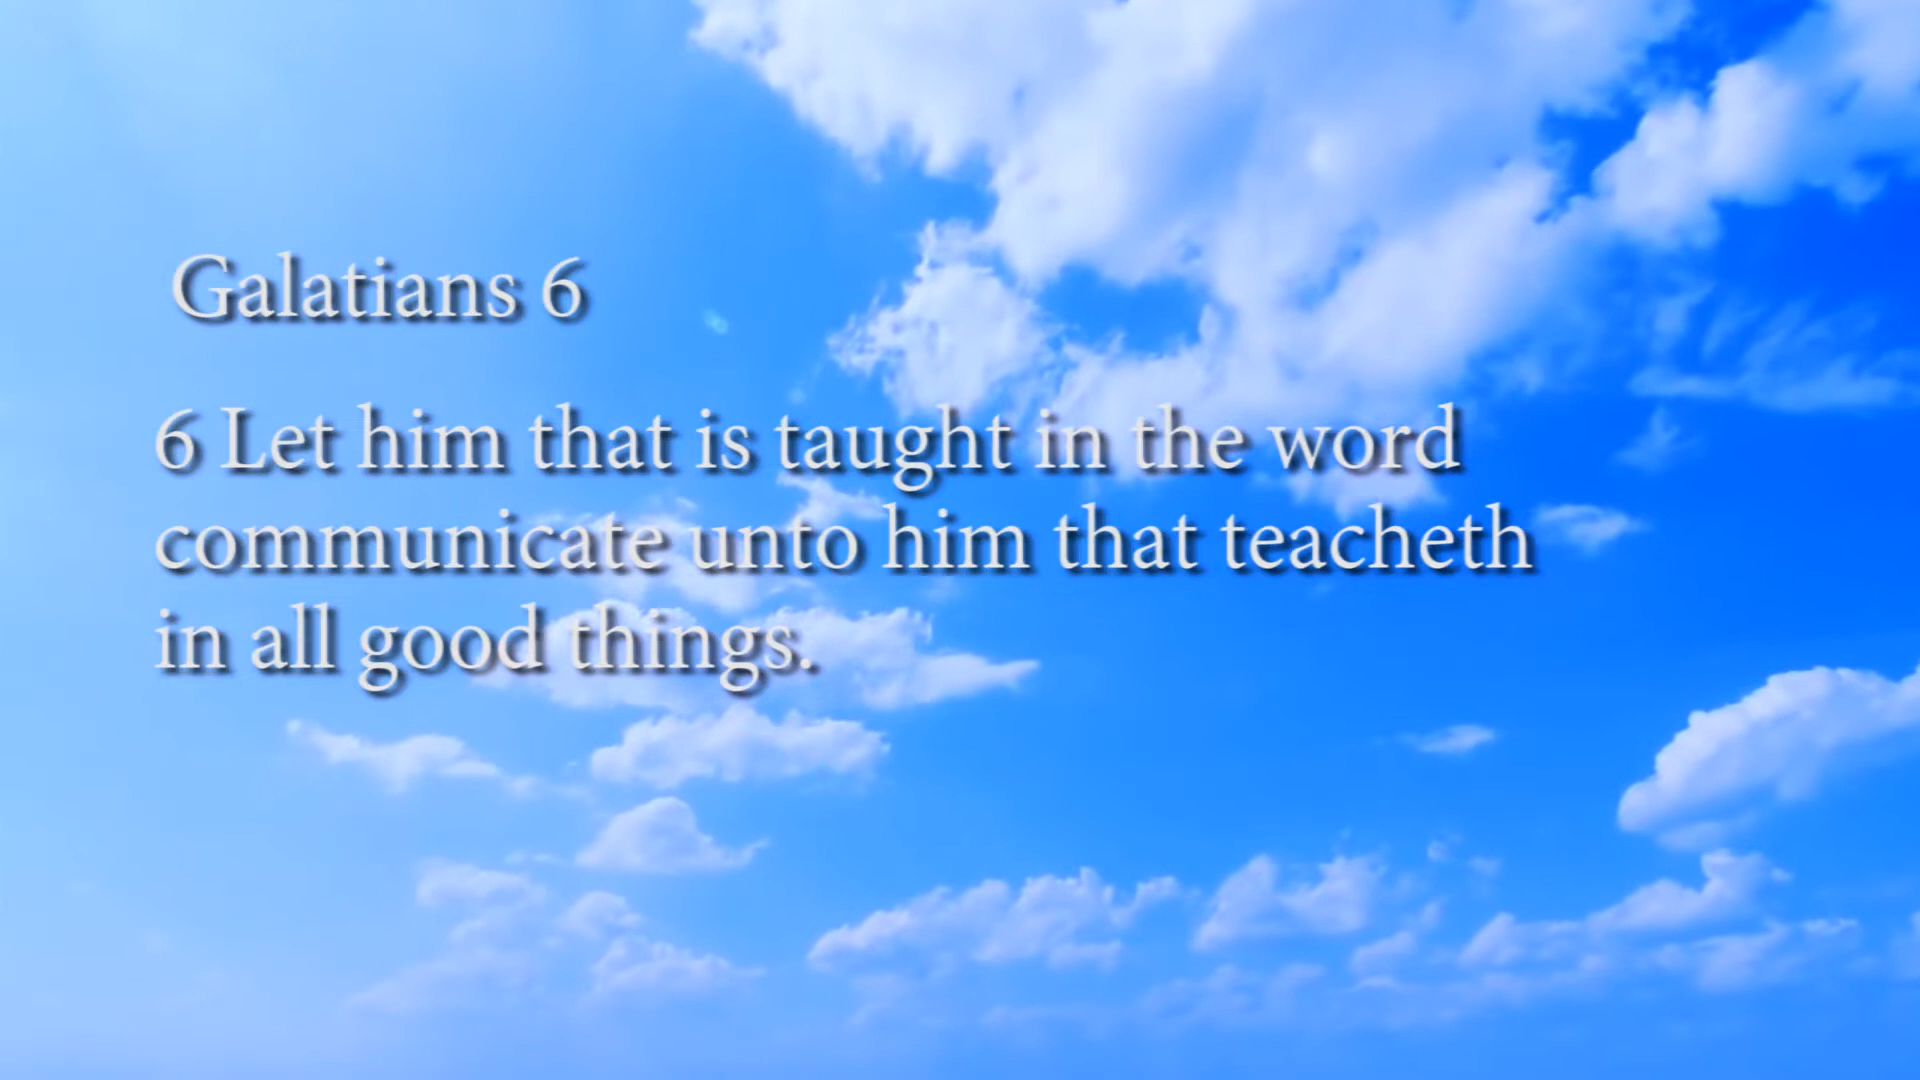 Galatians 6
6 Let him that is taught in the word
communicate unto him that teacheth
in all good things.